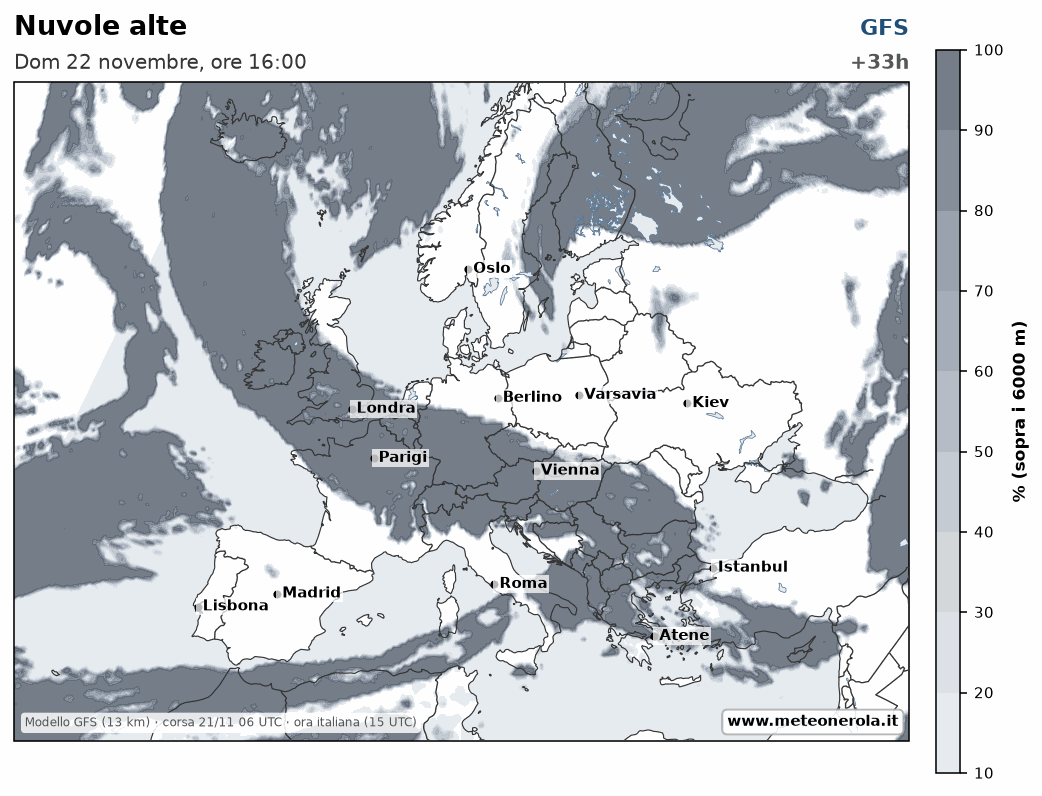 Nuvole alte
GFS
Dom 22 novembre, ore 16:00
+33h
100
90
80
70
60
50
40
30
20
10
% (sopra i 6000 m)
Oslo
Berlino
Varsavia
Kiev
Londra
Parigi
Vienna
Istanbul
Roma
Madrid
Lisbona
Atene
Modello GFS (13 km) · corsa 21/11 06 UTC · ora italiana (15 UTC)
www.meteonerola.it